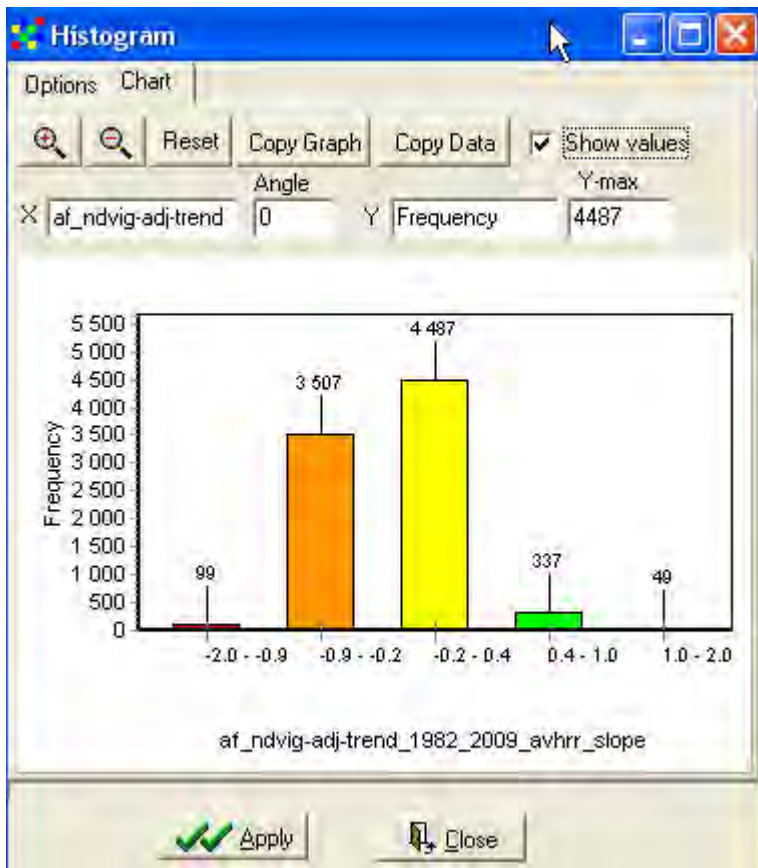 Histogram
Options Chart
Reset Copy Graph Copy Data Show values
Angle Y-max
X af_ndvig-adj-trend 0 Y Frequency 4487
5 500
5 000
4 500
4 000
3 500
3 000
2 500
2 000
1 500
1 000
500
0
Frequency
99
3 507
4 487
337
49
-2.0 - -0.9 -0.9 - -0.2 -0.2 - 0.4 0.4 - 1.0 1.0 - 2.0
af_ndvig-adj-trend_1982_2009_avhrr_slope
Apply Close